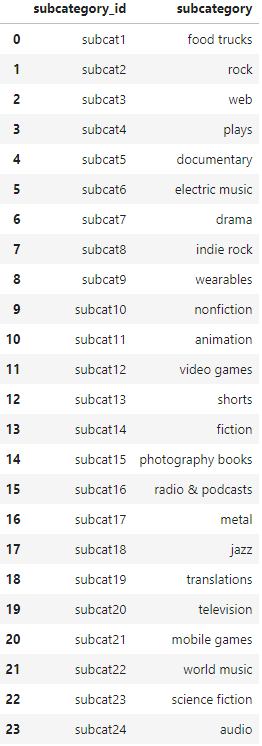 subcategory_id subcategory
0 subcat1 food trucks
1 subcat2 rock
2 subcat3 web
3 subcat4 plays
4 subcat5 documentary
5 subcat6 electric music
6 subcat7 drama
7 subcat8 indie rock
8 subcat9 wearables
9 subcat10 nonfiction
10 subcat11 animation
11 subcat12 video games
12 subcat13 shorts
13 subcat14 fiction
14 subcat15 photography books
15 subcat16 radio & podcasts
16 subcat17 metal
17 subcat18 jazz
18 subcat19 translations
19 subcat20 television
20 subcat21 mobile games
21 subcat22 world music
22 subcat23 science fiction
23 subcat24 audio